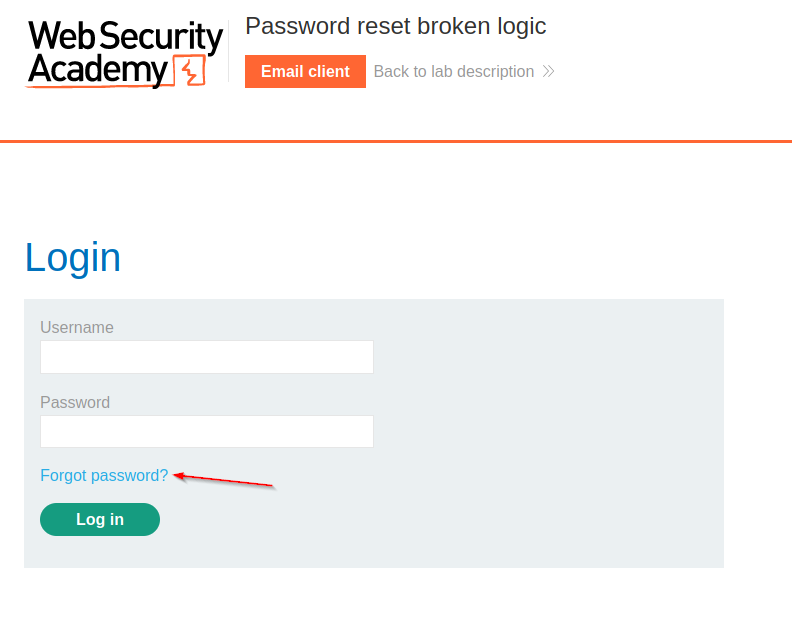 Web Security
Academy
Password reset broken logic
Email client
Back to lab description
Login
Username
Password
Forgot password?
Log in